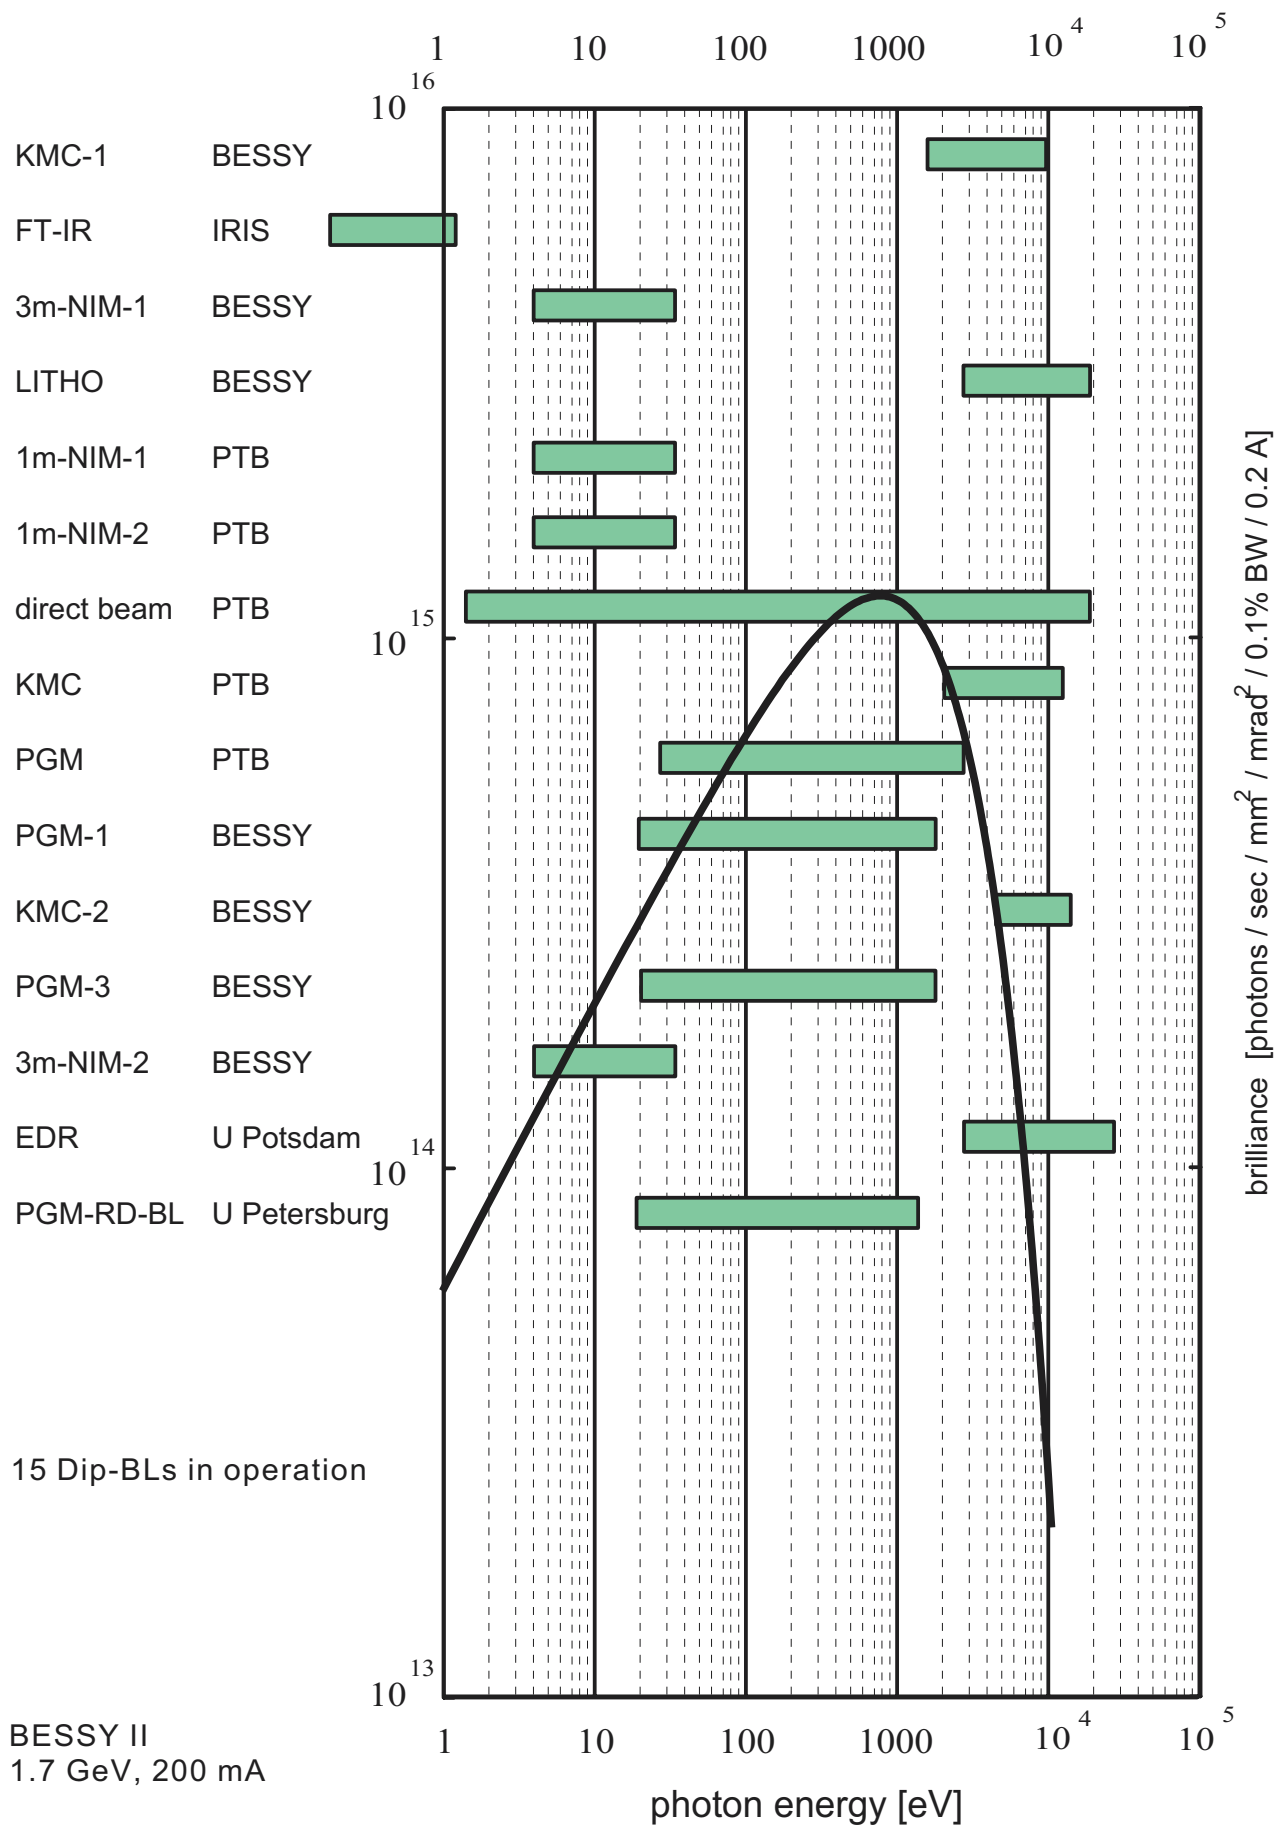 1 10 100 1000 10^4 10^5
10^16
KMC-1 BESSY
FT-IR IRIS
3m-NIM-1 BESSY
LITHO BESSY
1m-NIM-1 PTB
1m-NIM-2 PTB
direct beam PTB
10^15
KMC PTB
PGM PTB
PGM-1 BESSY
KMC-2 BESSY
PGM-3 BESSY
3m-NIM-2 BESSY
EDR U Potsdam
10^14
PGM-RD-BL U Petersburg
brilliance [photons / sec / mm^2 / mrad^2 / 0.1% BW / 0.2 A]
15 Dip-BLs in operation
10^13
BESSY II
1.7 GeV, 200 mA
1 10 100 1000 10^4 10^5
photon energy [eV]